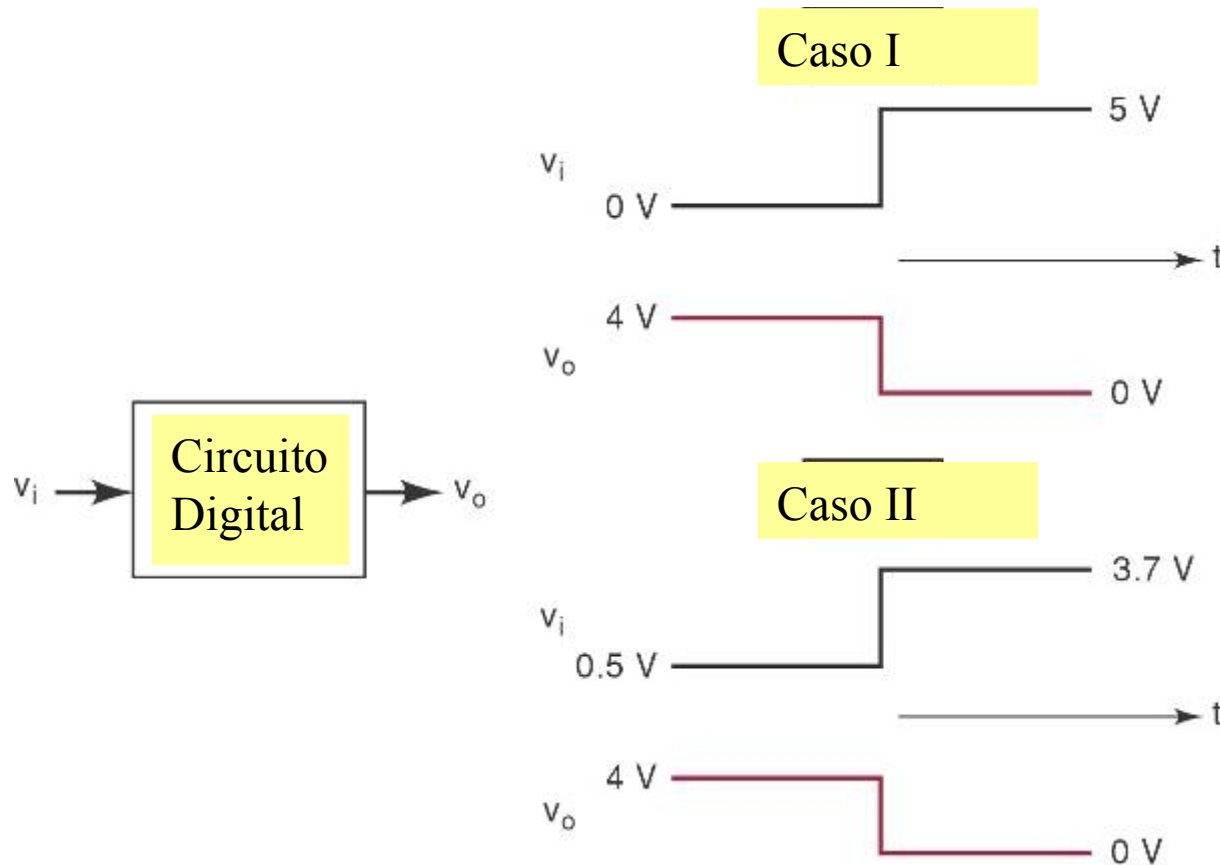 Caso I
5 V
vᵢ
0 V
t
4 V
vₒ
0 V
Circuito
Digital
vᵢ
vₒ
Caso II
3.7 V
vᵢ
0.5 V
t
4 V
vₒ
0 V